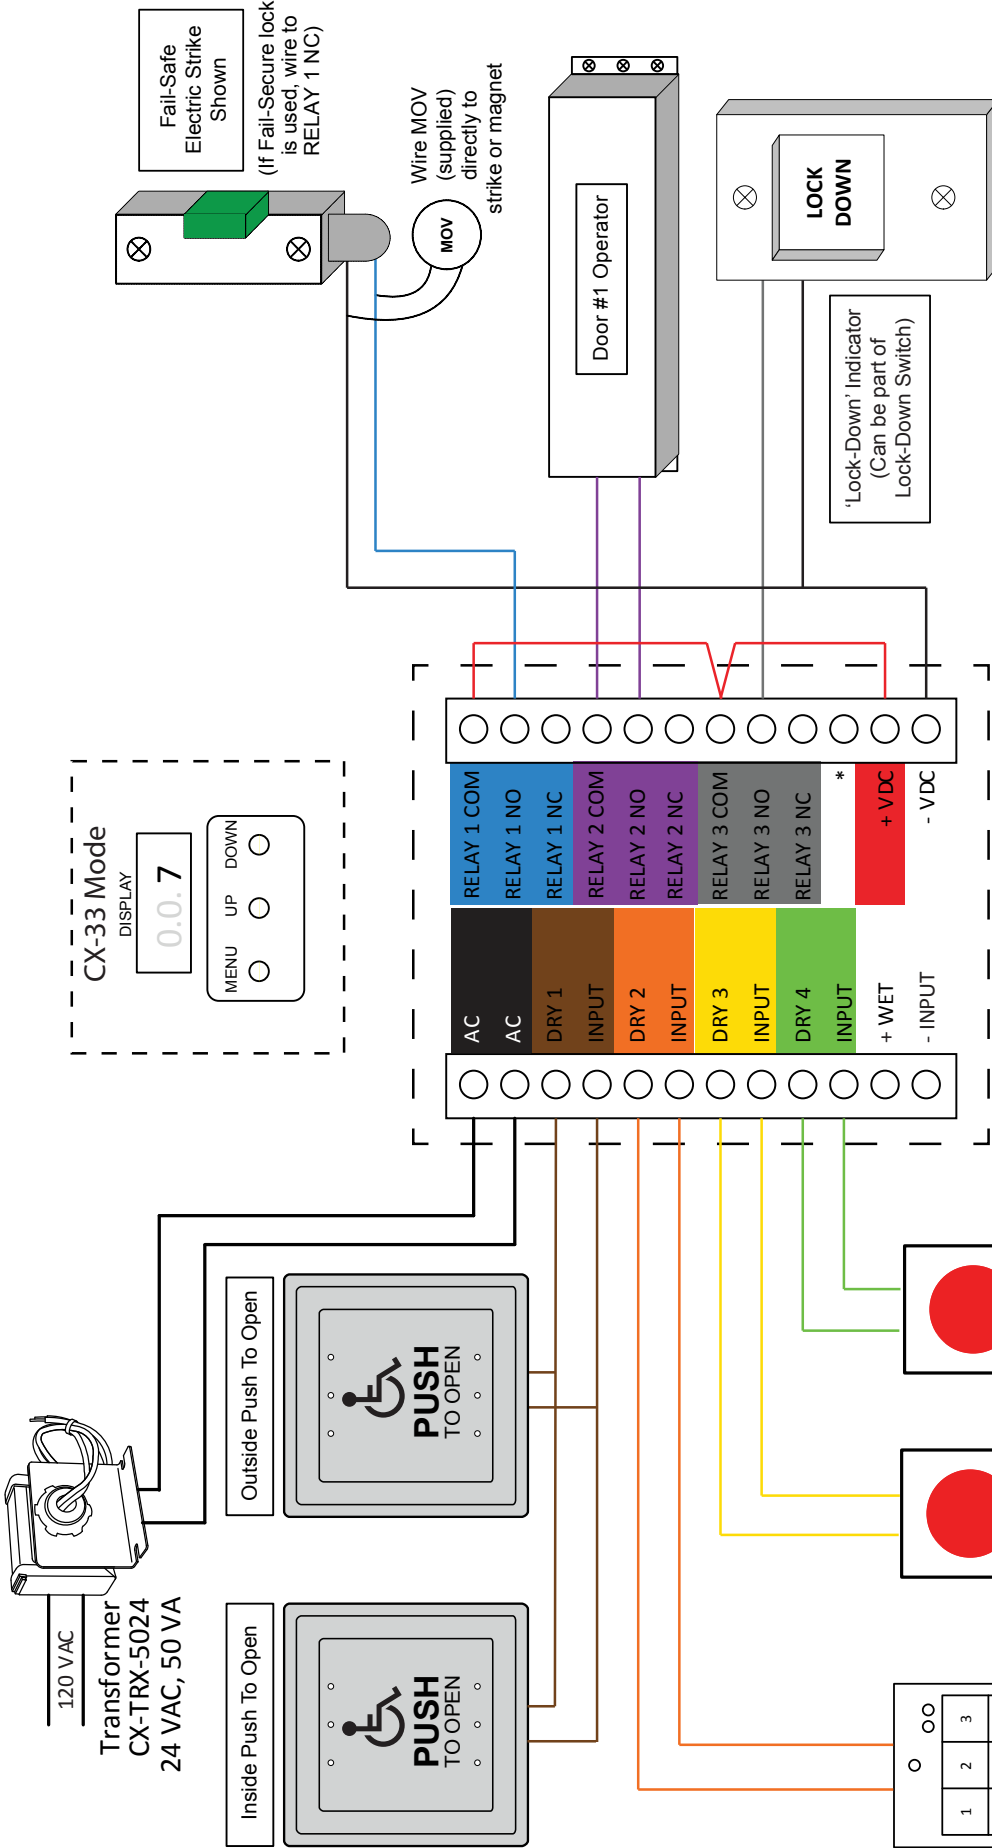 120 VAC
Transformer
CX-TRX-5024
24 VAC, 50 VA
Inside Push To Open
PUSH
TO OPEN
Outside Push To Open
PUSH
TO OPEN
1
2
3
CX-33 Mode
DISPLAY
0.0. 7
MENU
UP
DOWN
AC
AC
DRY 1
INPUT
DRY 2
INPUT
DRY 3
INPUT
DRY 4
INPUT
+ WET
- INPUT
RELAY 1 COM
RELAY 1 NO
RELAY 1 NC
RELAY 2 COM
RELAY 2 NO
RELAY 2 NC
RELAY 3 COM
RELAY 3 NO
RELAY 3 NC
*
+ VDC
- VDC
Fail-Safe
Electric Strike
Shown
(If Fail-Secure lock
is used, wire to
RELAY 1 NC)
Wire MOV
(supplied)
directly to
strike or magnet
MOV
Door #1 Operator
LOCK
DOWN
‘Lock-Down’ Indicator
(Can be part of
Lock-Down Switch)